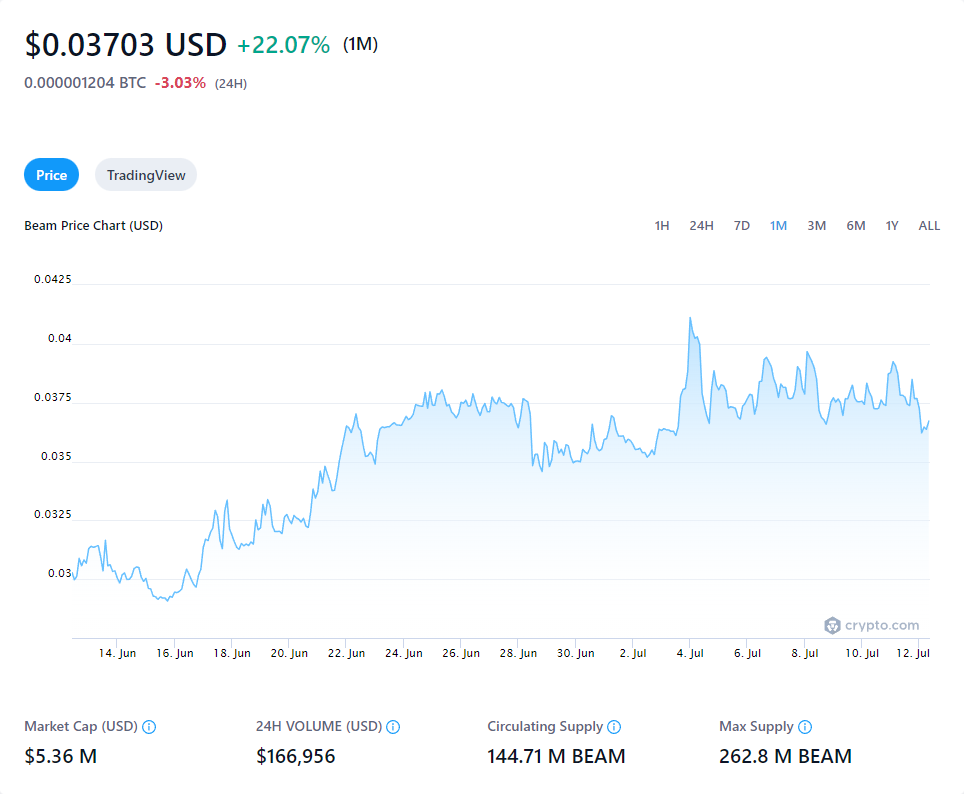 $0.03703 USD +22.07% (1M)
0.000001204 BTC -3.03% (24H)
Price TradingView
Beam Price Chart (USD) 1H 24H 7D 1M 3M 6M 1Y ALL
0.0425
0.04
0.0375
0.035
0.0325
0.03
crypto.com
14. Jun 16. Jun 18. Jun 20. Jun 22. Jun 24. Jun 26. Jun 28. Jun 30. Jun 2. Jul 4. Jul 6. Jul 8. Jul 10. Jul 12. Jul
Market Cap (USD) 24H VOLUME (USD) Circulating Supply Max Supply
$5.36 M $166,956 144.71 M BEAM 262.8 M BEAM